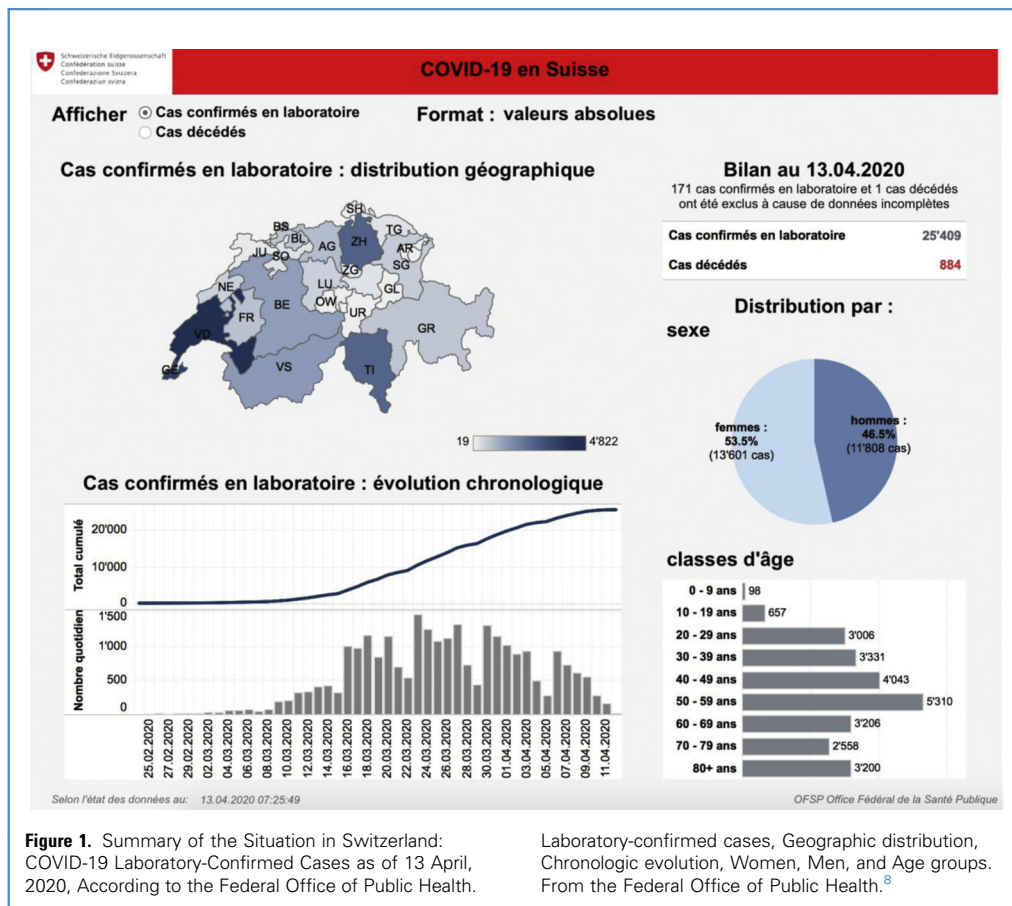 Schweizerische Eidgenossenschaft
Confédération suisse
Confederazione Svizzera
Confederaziun svizra
COVID-19 en Suisse
Afficher
Cas confirmés en laboratoire
Cas décédés
Format : valeurs absolues
Cas confirmés en laboratoire : distribution géographique
SH
BS
BL
TG
JU
SO
AG
ZH
AR
NE
ZG
SG
LU
OW
GL
BE
FR
UR
GR
VD
GE
VS
TI
19
4'822
Cas confirmés en laboratoire : évolution chronologique
Total cumulé
20'000
10'000
0
Nombre quotidien
1'500
1'000
500
0
25.02.2020
27.02.2020
29.02.2020
02.03.2020
04.03.2020
06.03.2020
08.03.2020
10.03.2020
12.03.2020
14.03.2020
16.03.2020
18.03.2020
20.03.2020
22.03.2020
24.03.2020
26.03.2020
28.03.2020
30.03.2020
01.04.2020
03.04.2020
05.04.2020
07.04.2020
09.04.2020
11.04.2020
Bilan au 13.04.2020
171 cas confirmés en laboratoire et 1 cas décédés
ont été exclus à cause de données incomplètes
Cas confirmés en laboratoire 25'409
Cas décédés 884
Distribution par :
sexe
femmes :
53.5%
(13'601 cas)
hommes :
46.5%
(11'808 cas)
classes d'âge
0 - 9 ans 98
10 - 19 ans 657
20 - 29 ans 3'006
30 - 39 ans 3'331
40 - 49 ans 4'043
50 - 59 ans 5'310
60 - 69 ans 3'206
70 - 79 ans 2'558
80+ ans 3'200
Selon l'état des données au: 13.04.2020 07:25:49
OFSP Office Fédéral de la Santé Publique
Figure 1. Summary of the Situation in Switzerland:
COVID-19 Laboratory-Confirmed Cases as of 13 April,
2020, According to the Federal Office of Public Health.
Laboratory-confirmed cases, Geographic distribution,
Chronologic evolution, Women, Men, and Age groups.
From the Federal Office of Public Health.8